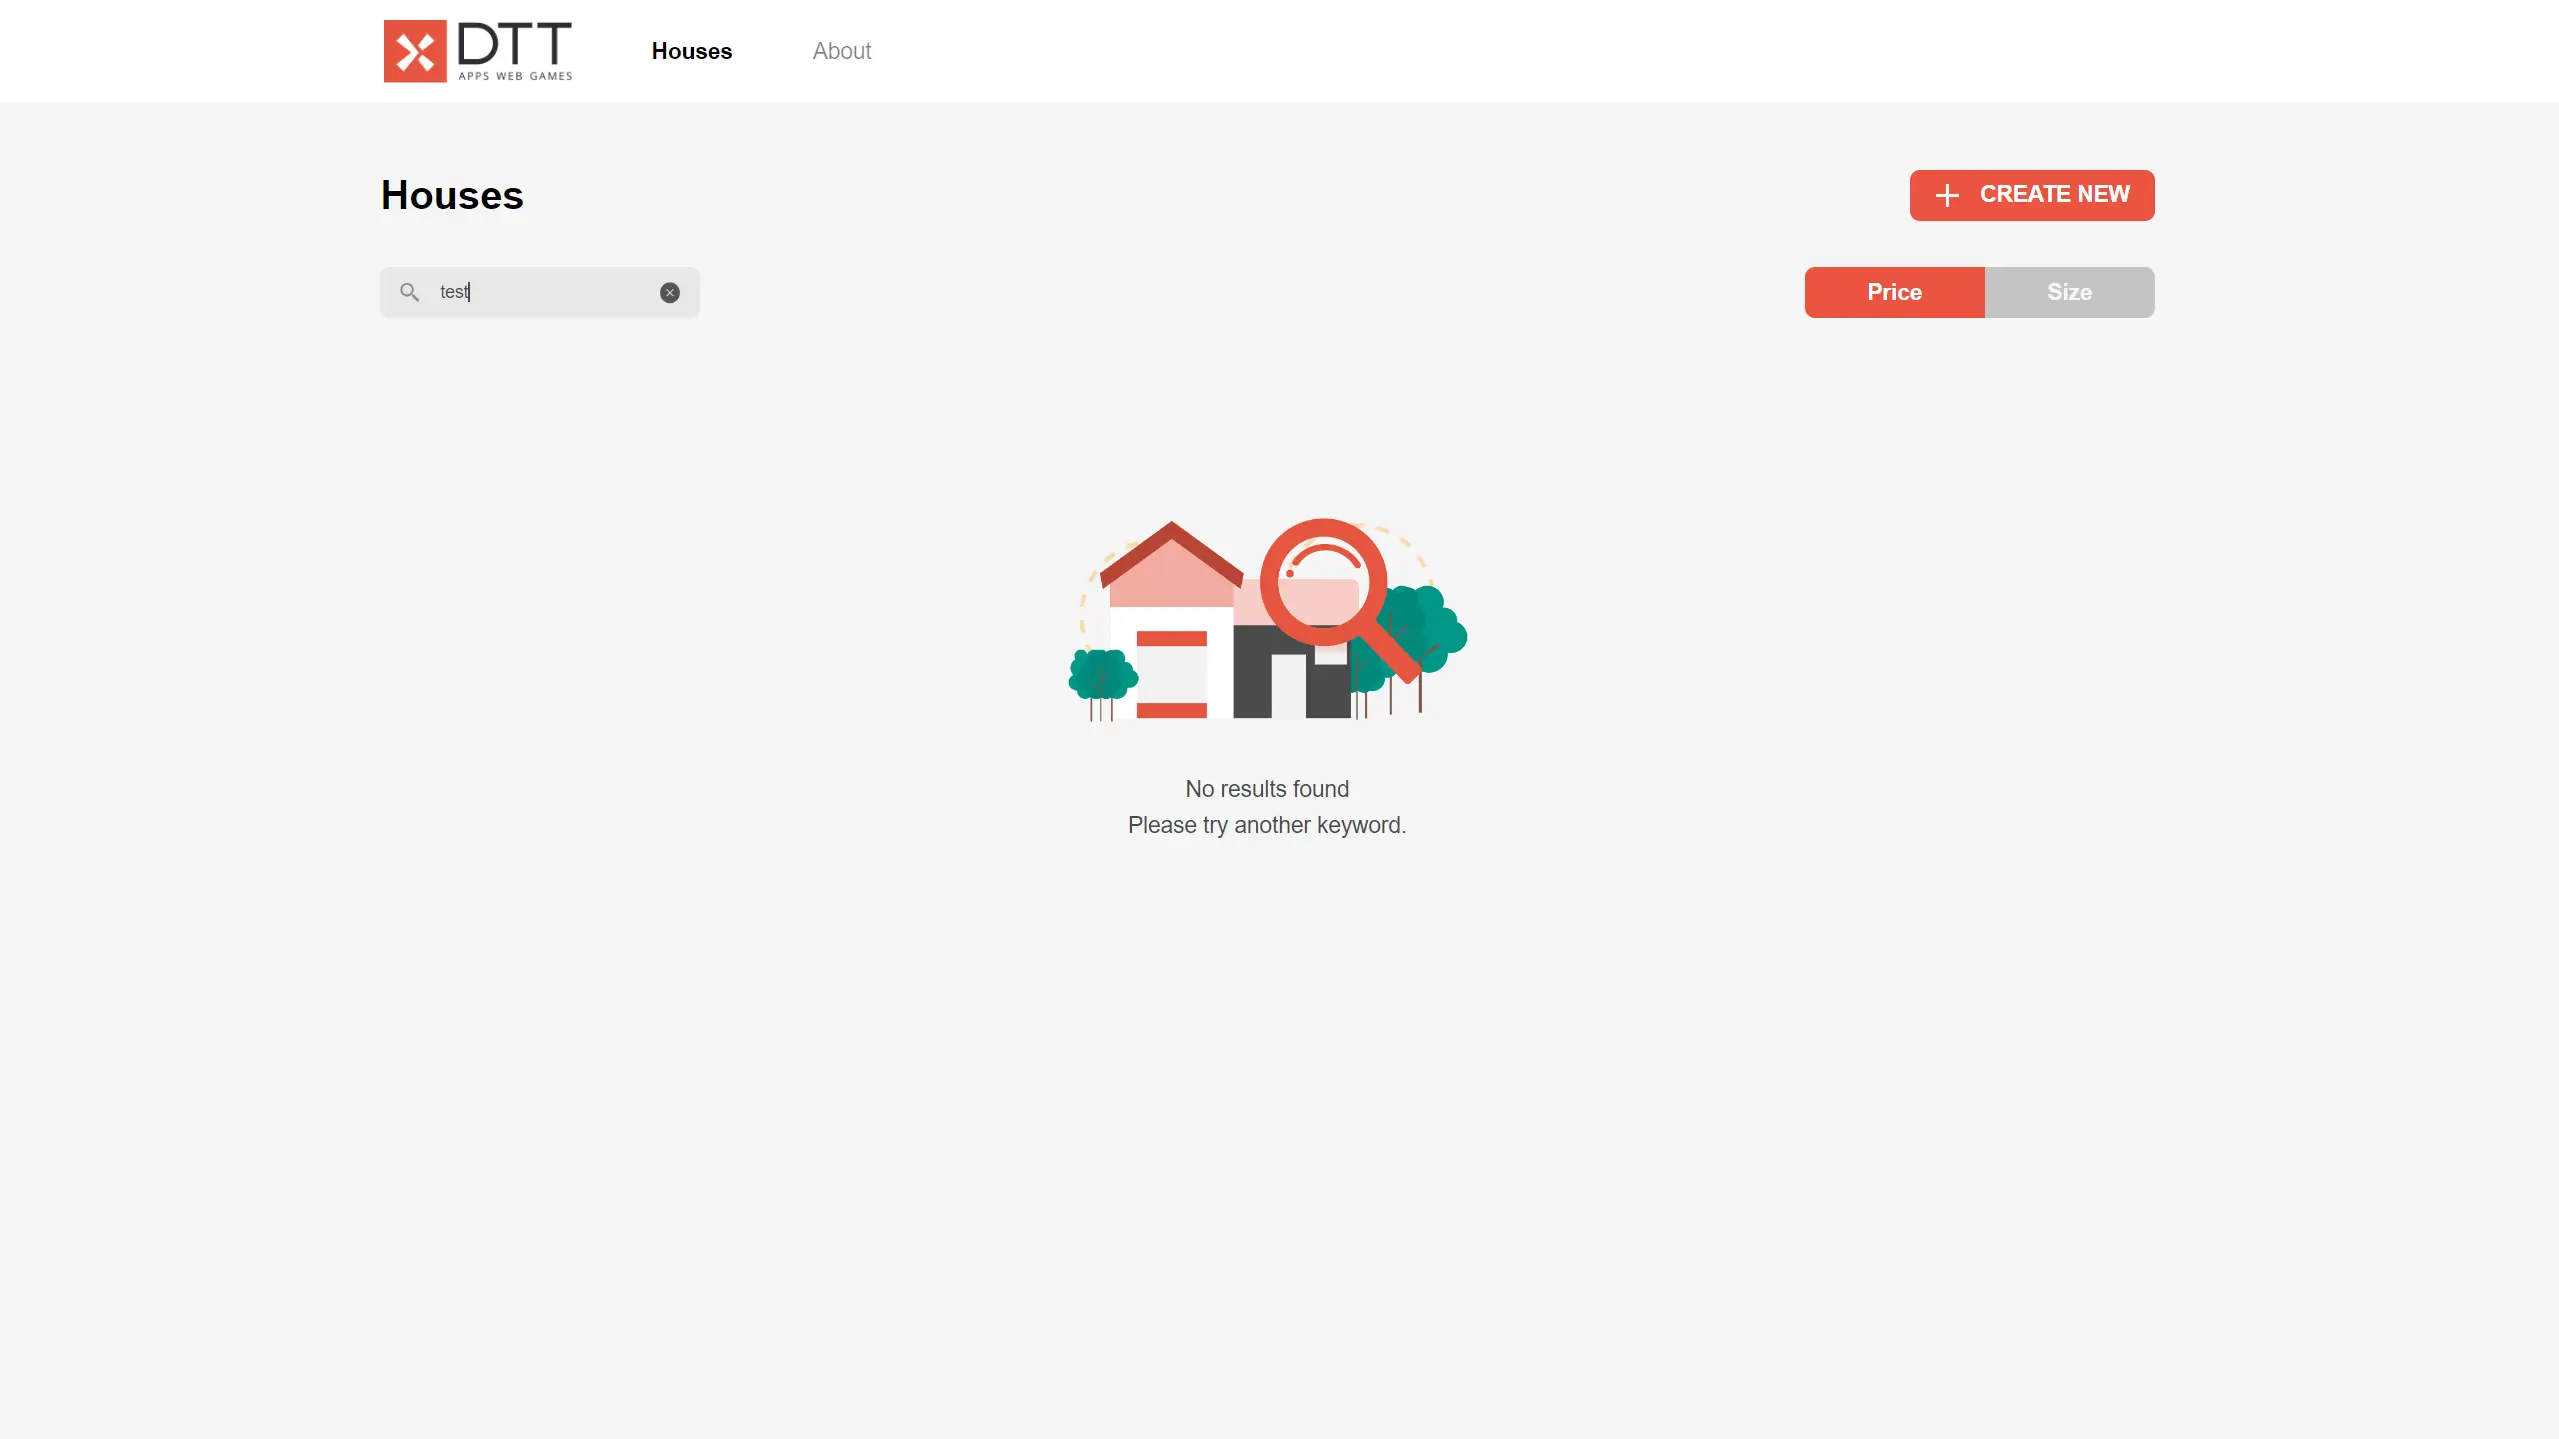 DTT
APPS WEB GAMES
Houses
About
Houses
CREATE NEW
test
Price
Size
No results found
Please try another keyword.